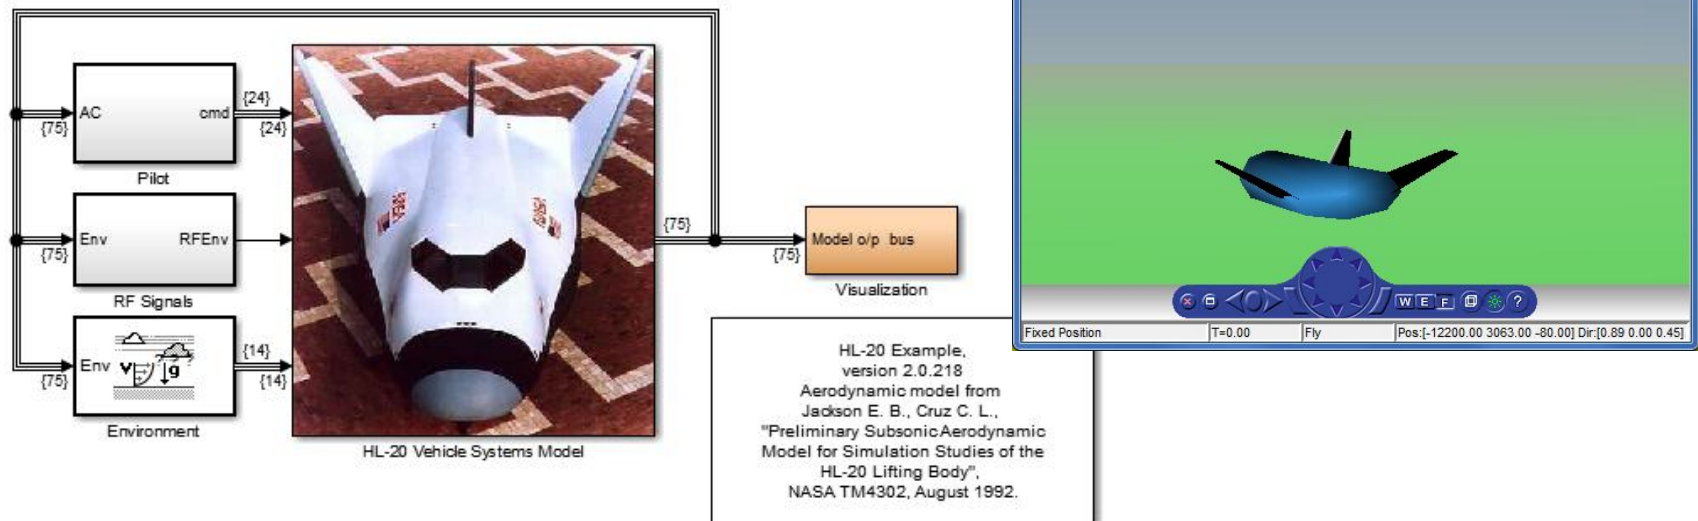 AC
cmd
{75}
{24}
{24}
Pilot
Env
RFEnv
{75}
RF Signals
Env
V
g
{75}
{14}
{14}
Environment
NASA
NASA
HL-20 Vehicle Systems Model
{75}
{75}
Model o/p bus
Visualization
HL-20 Example,
version 2.0.218
Aerodynamic model from
Jackson E. B., Cruz C. L.,
"Preliminary Subsonic Aerodynamic
Model for Simulation Studies of the
HL-20 Lifting Body",
NASA TM4302, August 1992.
W E F ?
Fixed Position T=0.00 Fly Pos:[-12200.00 3063.00 -80.00] Dir:[0.89 0.00 0.45]